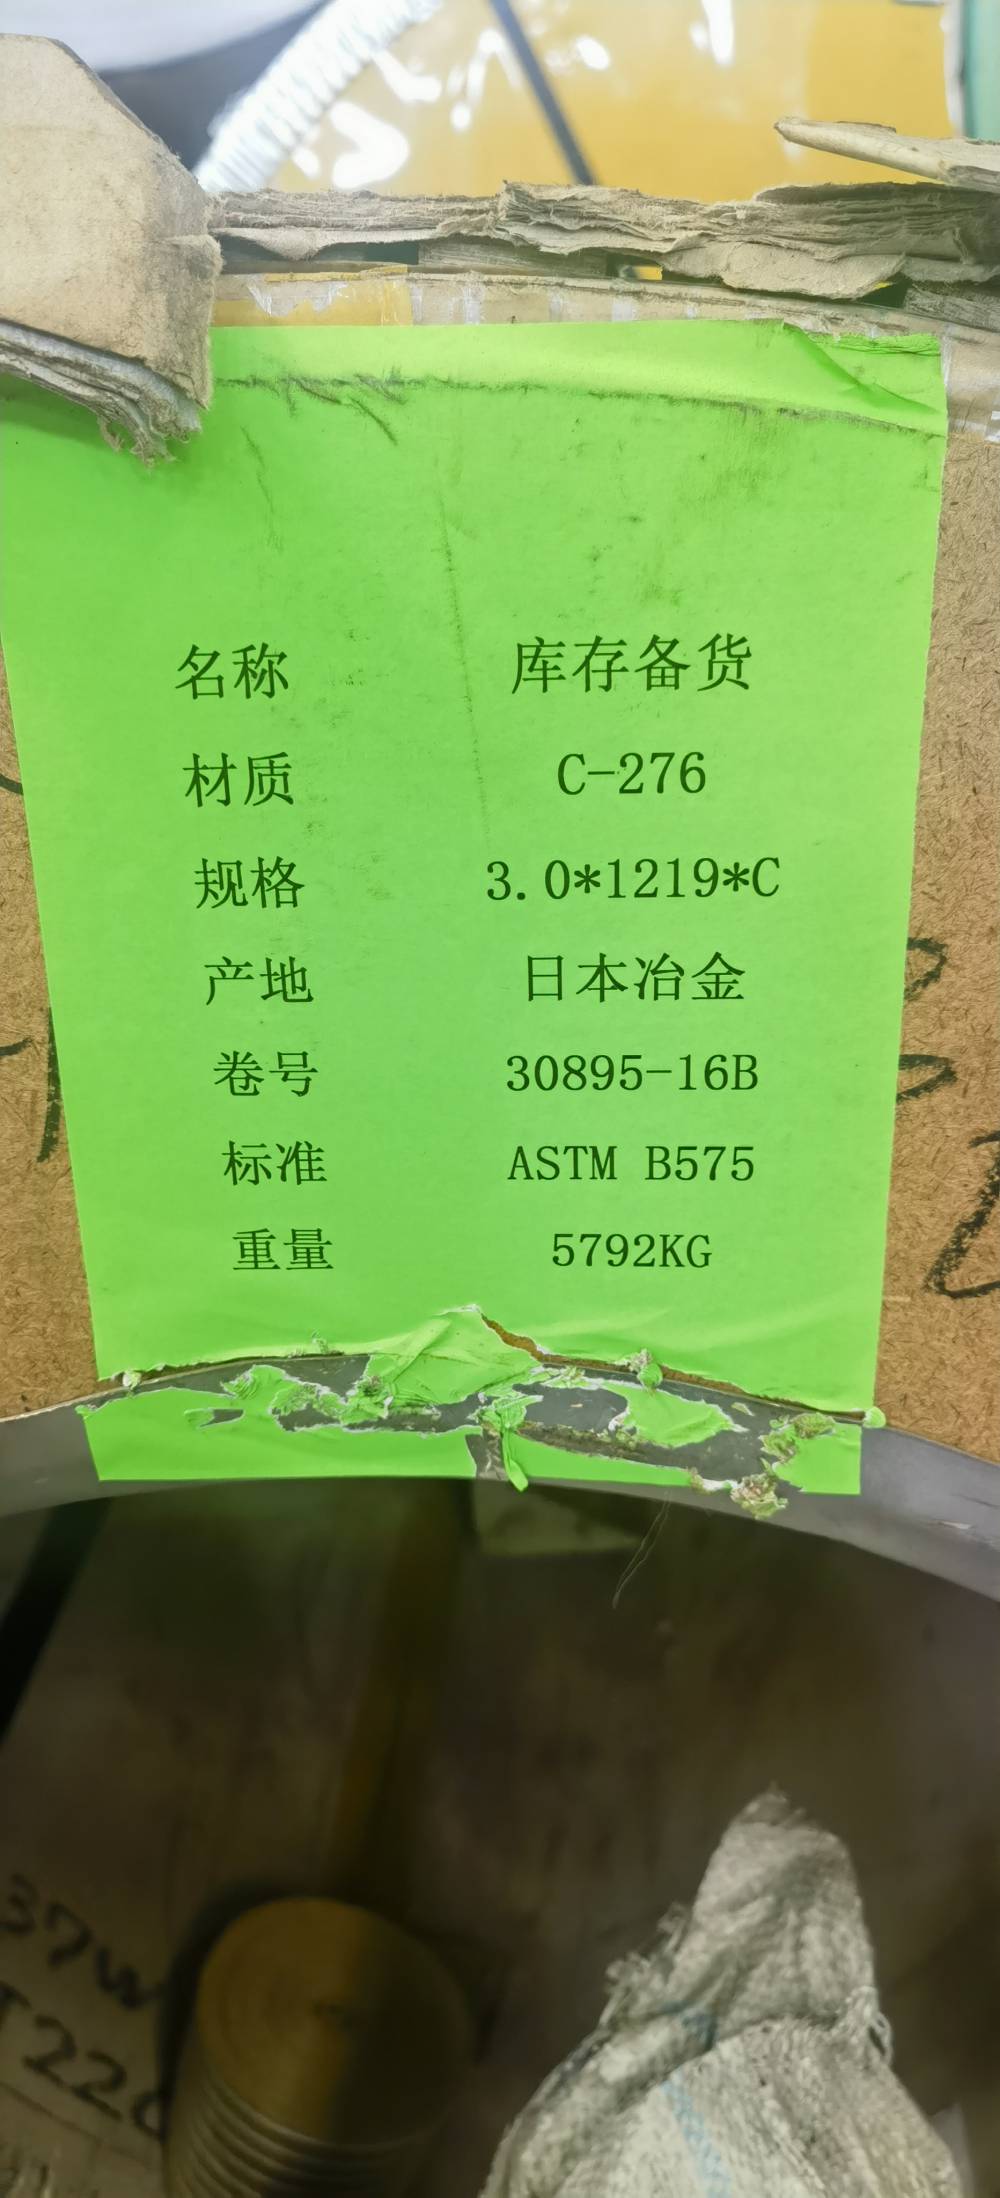 名称 库存备货
材质 C-276
规格 3.0*1219*C
产地 日本冶金
卷号 30895-16B
标准 ASTM B575
重量 5792KG
37W